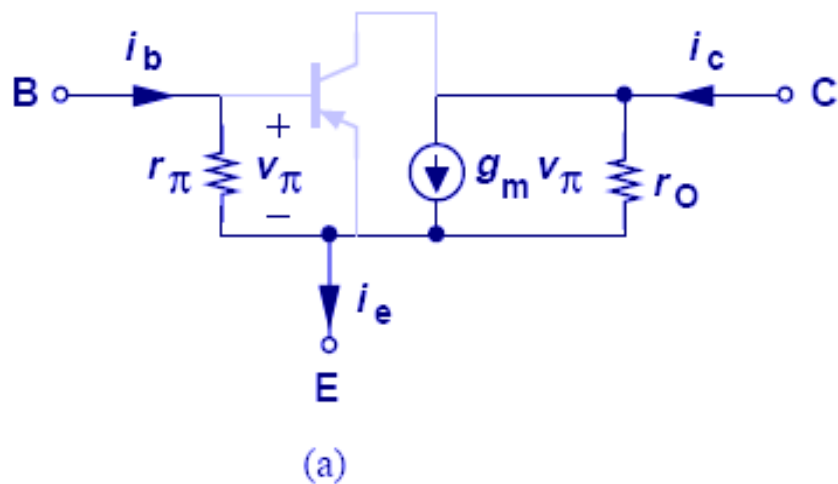 i_b i_c
B C
+
r_π v_π g_m v_π r_O
−
i_e
E
(a)